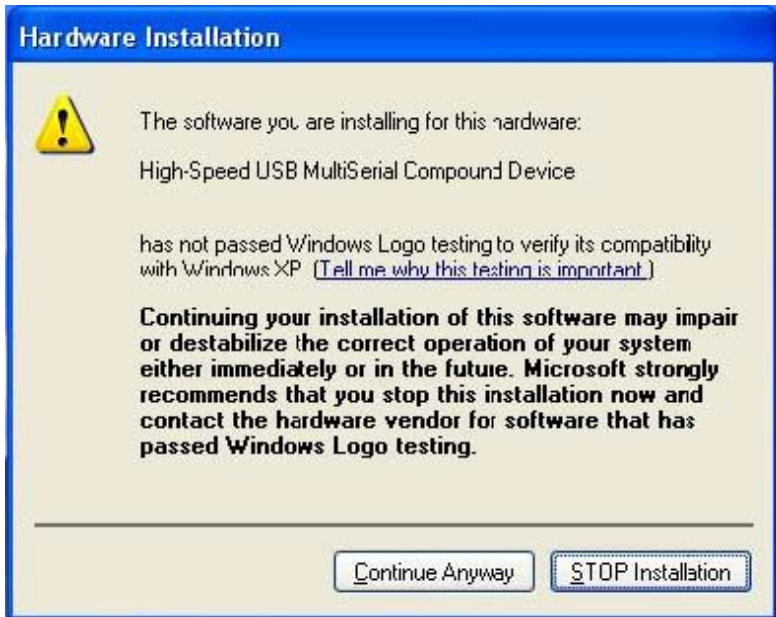 Hardware Installation
The software you are installing for this hardware:
High-Speed USB MultiSerial Compound Device
has not passed Windows Logo testing to verify its compatibility
with Windows XP. (Tell me why this testing is important.)
Continuing your installation of this software may impair
or destabilize the correct operation of your system
either immediately or in the future. Microsoft strongly
recommends that you stop this installation now and
contact the hardware vendor for software that has
passed Windows Logo testing.
Continue Anyway
STOP Installation